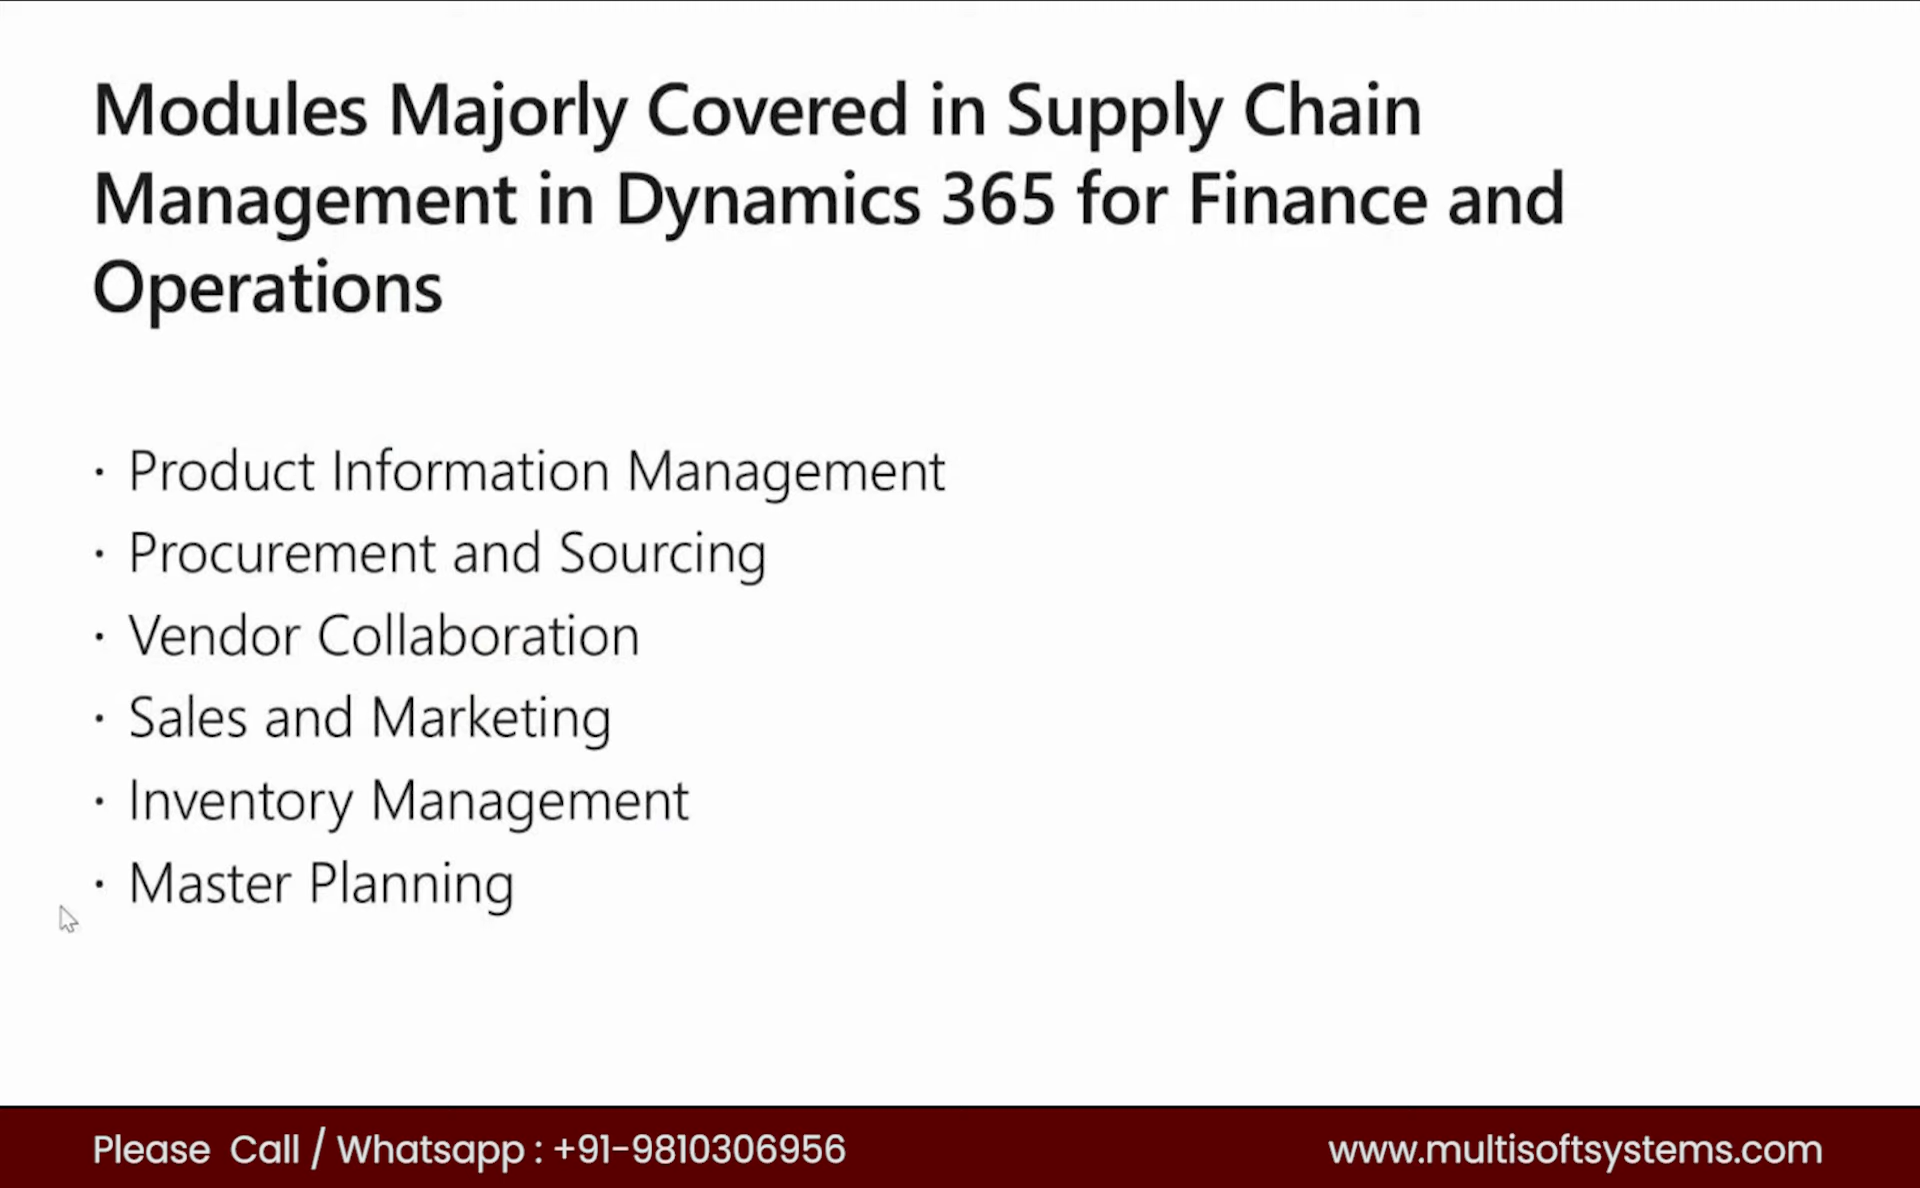 Modules Majorly Covered in Supply Chain
Management in Dynamics 365 for Finance and
Operations
· Product Information Management
· Procurement and Sourcing
· Vendor Collaboration
· Sales and Marketing
· Inventory Management
· Master Planning
Please Call / Whatsapp : +91-9810306956
www.multisoftsystems.com